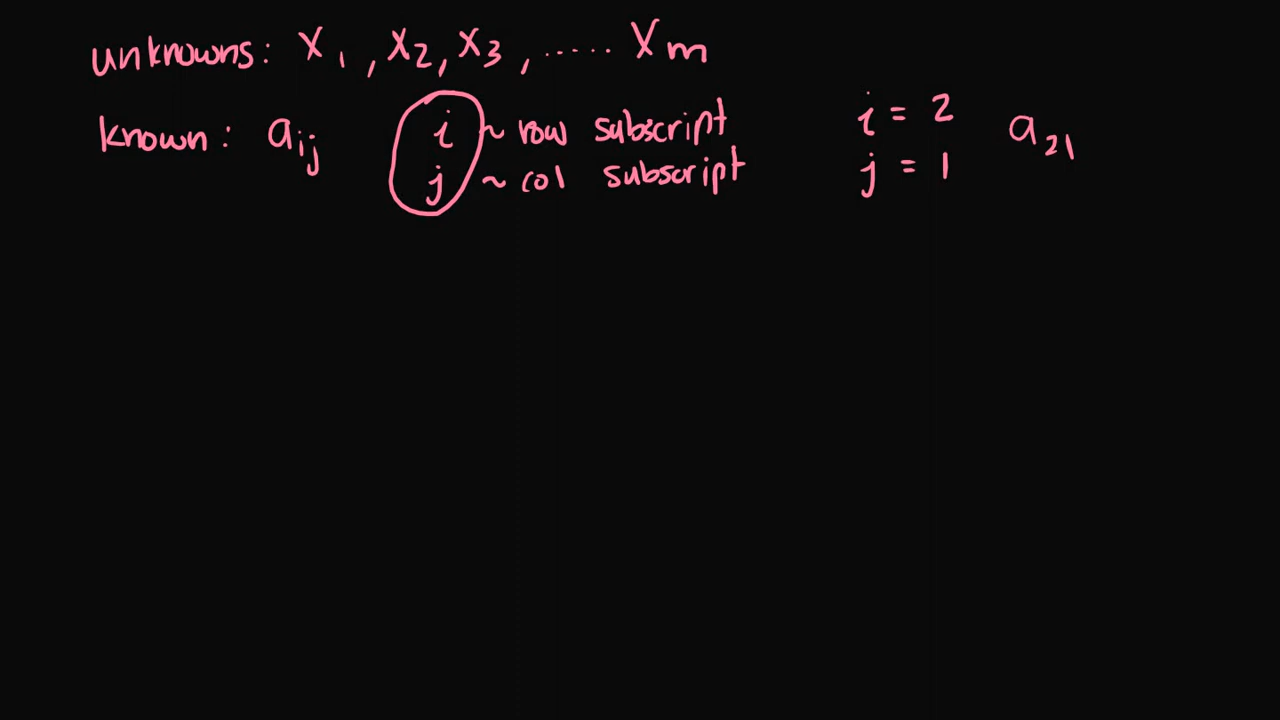 unknowns: x₁, x₂, x₃, ..... xₘ
known: aᵢⱼ i ~ row subscript i = 2 a₂₁
j ~ col subscript j = 1